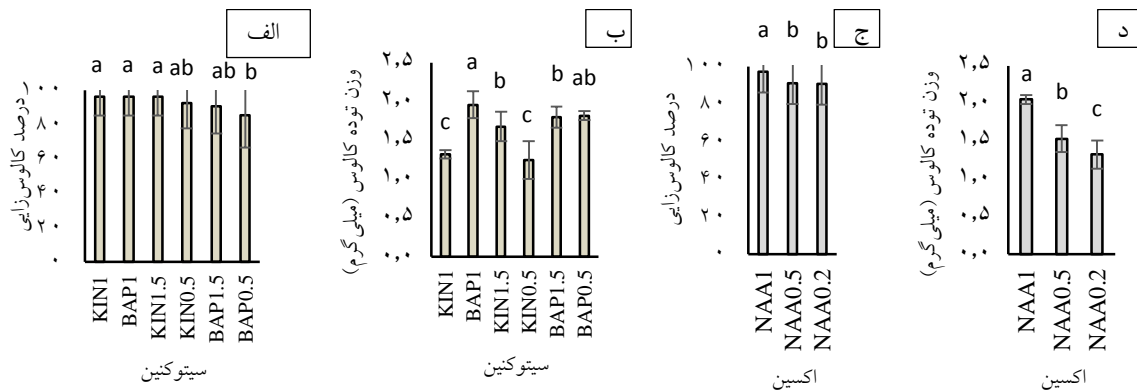 الف
درصد کالوس‌زایی
۱۰۰
۸۰
۶۰
۴۰
۲۰
۰
a a a ab ab b
KIN1
BAP1
KIN1.5
KIN0.5
BAP1.5
BAP0.5
سیتوکنین
ب
وزن توده کالوس (میلی‌گرم)
۲,۵
۲,۰
۱,۵
۱,۰
۰,۵
۰,۰
c a b c b ab
KIN1
BAP1
KIN1.5
KIN0.5
BAP1.5
BAP0.5
سیتوکنین
ج
درصد کالوس‌زایی
۱۰۰
۸۰
۶۰
۴۰
۲۰
۰
a b b
NAA1
NAA0.5
NAA0.2
اکسین
د
وزن توده کالوس (میلی‌گرم)
۲,۵
۲,۰
۱,۵
۱,۰
۰,۵
۰,۰
a b c
NAA1
NAA0.5
NAA0.2
اکسین